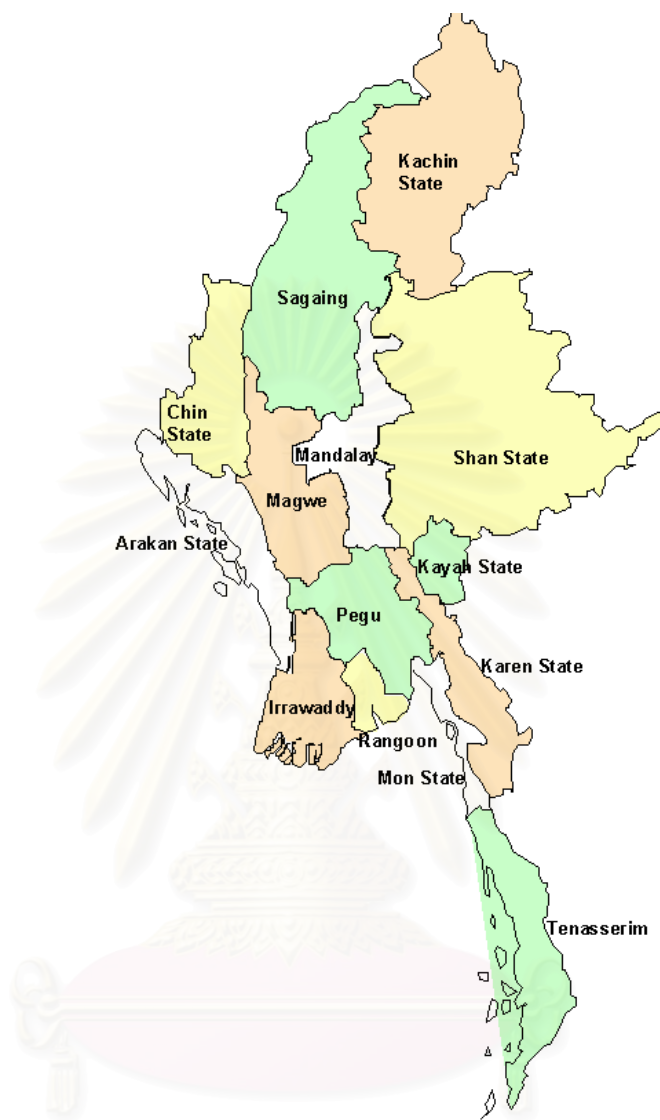 Kachin
State
Sagaing
Chin
State
Mandalay
Shan State
Magwe
Arakan State
Kayah State
Pegu
Karen State
Irrawaddy
Rangoon
Mon State
Tenasserim